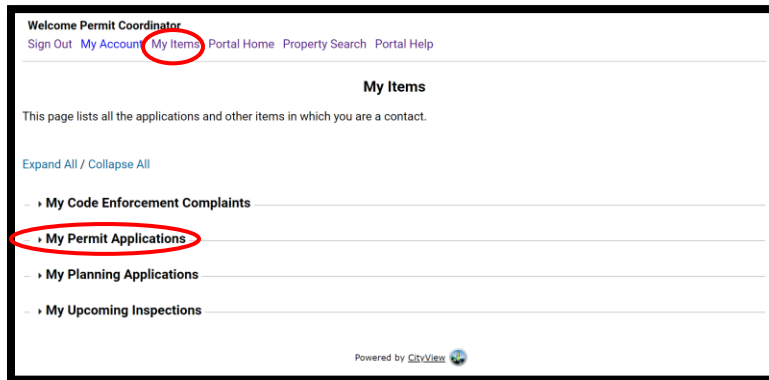 Welcome Permit Coordinator
Sign Out My Account My Items Portal Home Property Search Portal Help
My Items
This page lists all the applications and other items in which you are a contact.
Expand All / Collapse All
My Code Enforcement Complaints
My Permit Applications
My Planning Applications
My Upcoming Inspections
Powered by CityView